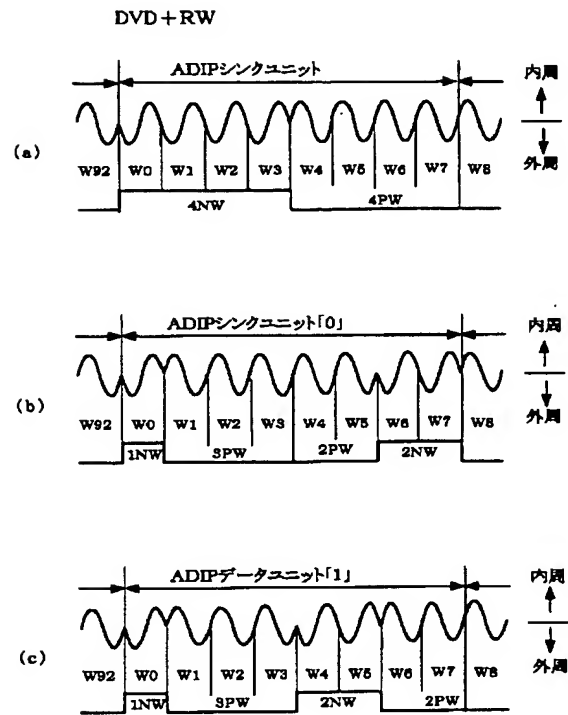 DVD+RW
ADIPシンクユニット
内周
(a)
外周
W92 W0 W1 W2 W3 W4 W5 W6 W7 W8
4NW 4PW
ADIPシンクユニット「0」
内周
(b)
外周
W92 W0 W1 W2 W3 W4 W5 W6 W7 W8
1NW 3PW 2PW 2NW
ADIPデータユニット「1」
内周
(c)
外周
W92 W0 W1 W2 W3 W4 W5 W6 W7 W8
1NW 3PW 2NW 2PW